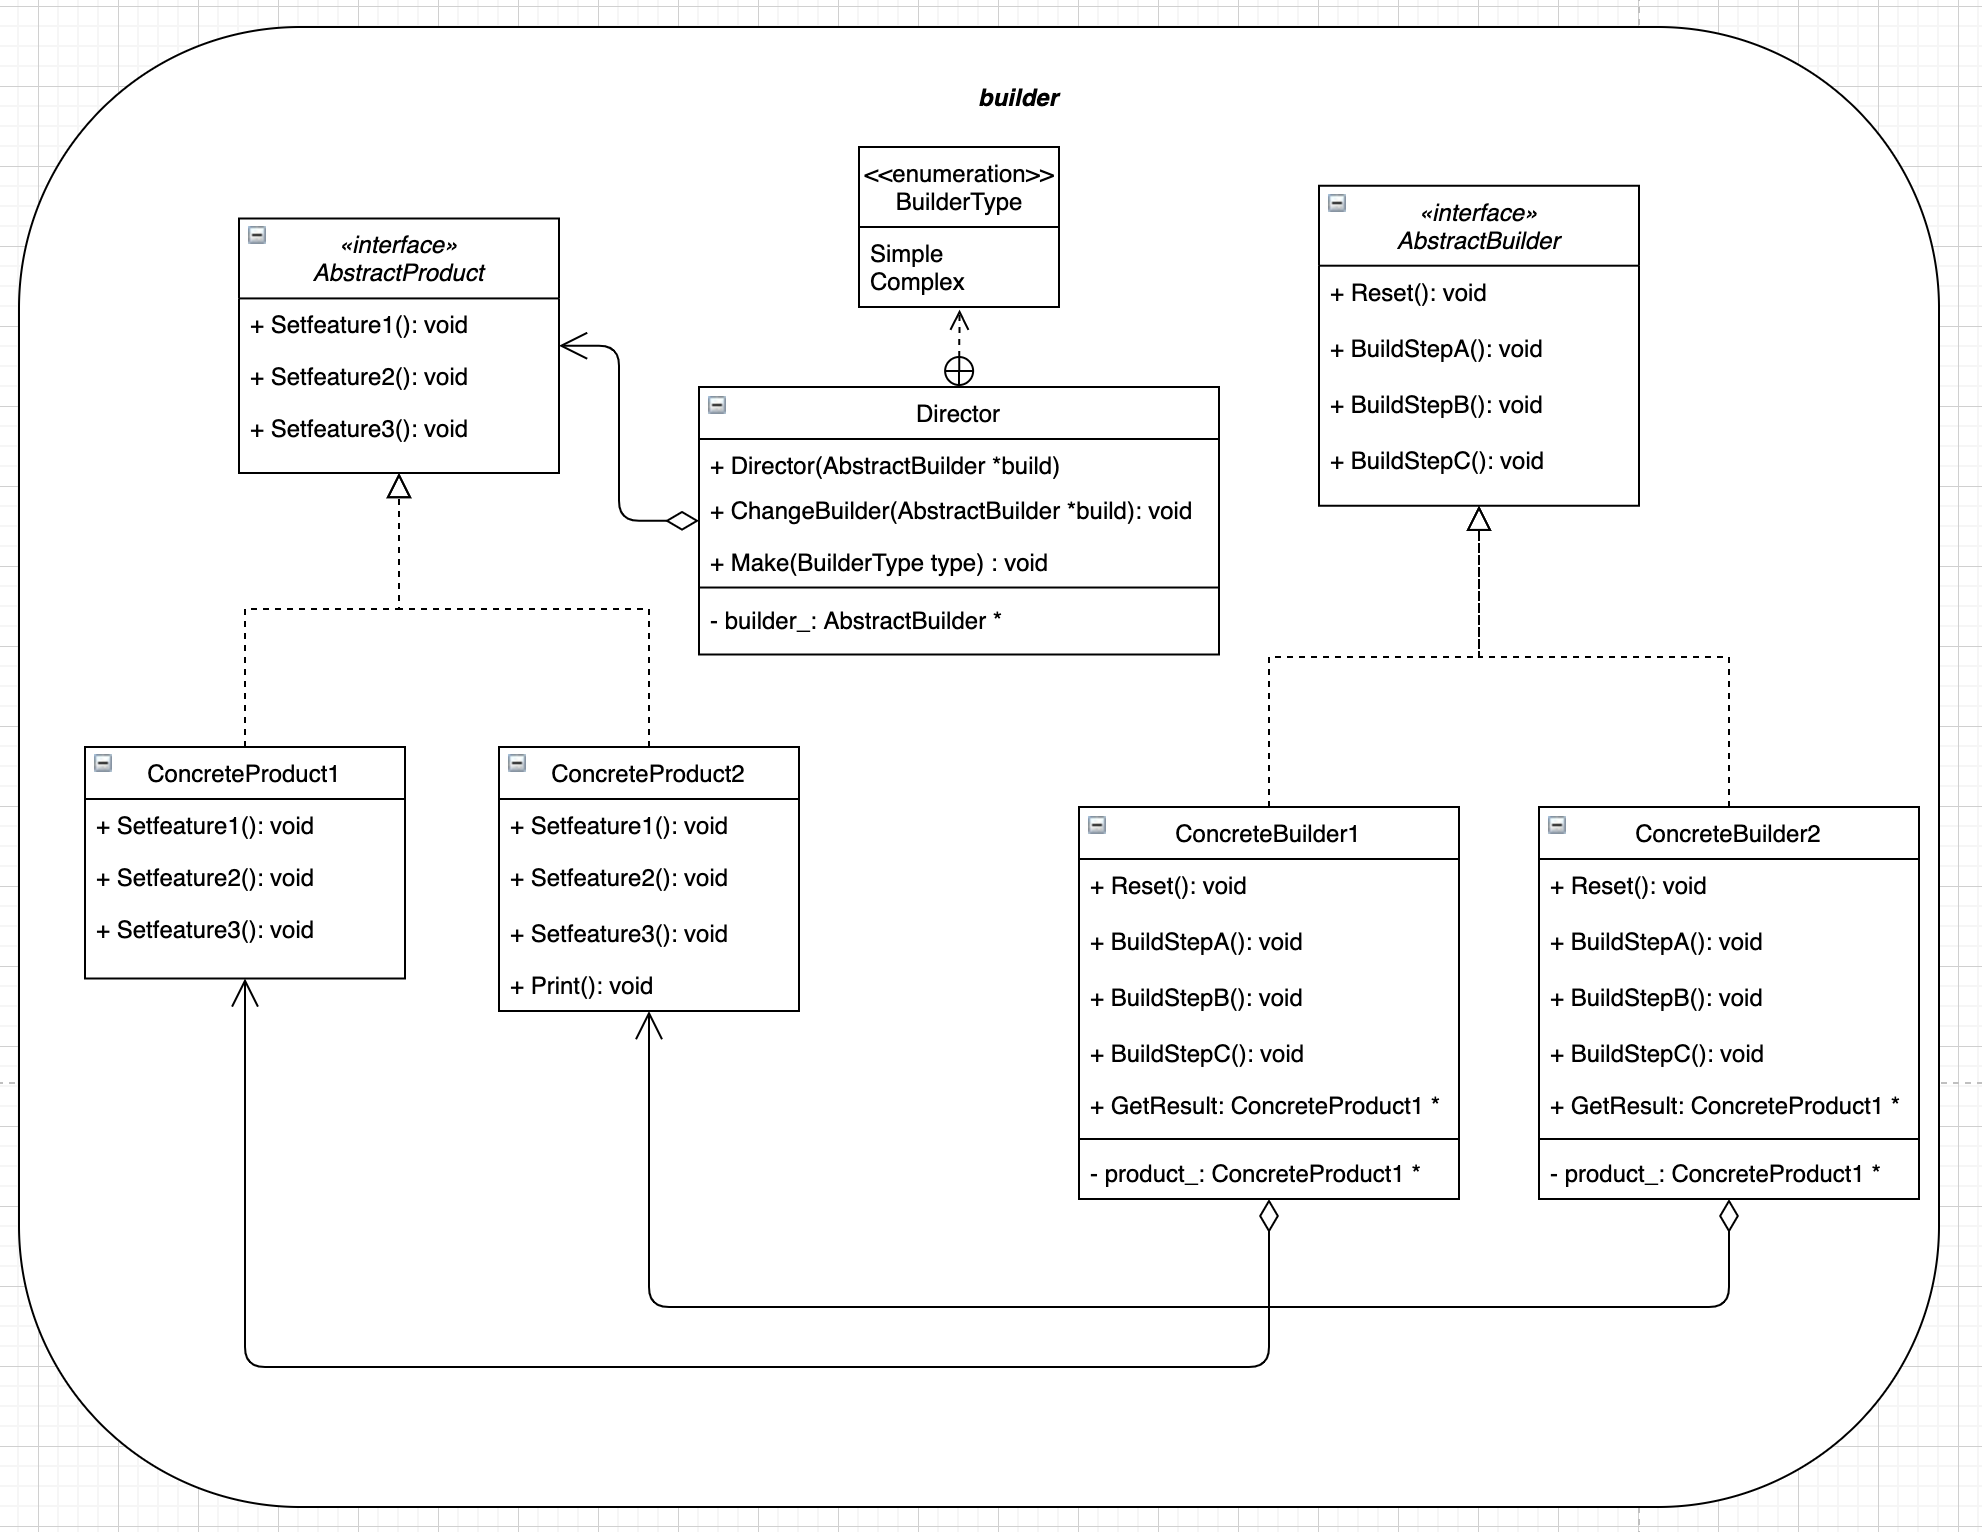 builder
<<enumeration>>
BuilderType
Simple
Complex
«interface»
AbstractProduct
+ Setfeature1(): void
+ Setfeature2(): void
+ Setfeature3(): void
Director
+ Director(AbstractBuilder *build)
+ ChangeBuilder(AbstractBuilder *build): void
+ Make(BuilderType type) : void
- builder_: AbstractBuilder *
«interface»
AbstractBuilder
+ Reset(): void
+ BuildStepA(): void
+ BuildStepB(): void
+ BuildStepC(): void
ConcreteProduct1
+ Setfeature1(): void
+ Setfeature2(): void
+ Setfeature3(): void
ConcreteProduct2
+ Setfeature1(): void
+ Setfeature2(): void
+ Setfeature3(): void
+ Print(): void
ConcreteBuilder1
+ Reset(): void
+ BuildStepA(): void
+ BuildStepB(): void
+ BuildStepC(): void
+ GetResult: ConcreteProduct1 *
- product_: ConcreteProduct1 *
ConcreteBuilder2
+ Reset(): void
+ BuildStepA(): void
+ BuildStepB(): void
+ BuildStepC(): void
+ GetResult: ConcreteProduct1 *
- product_: ConcreteProduct1 *